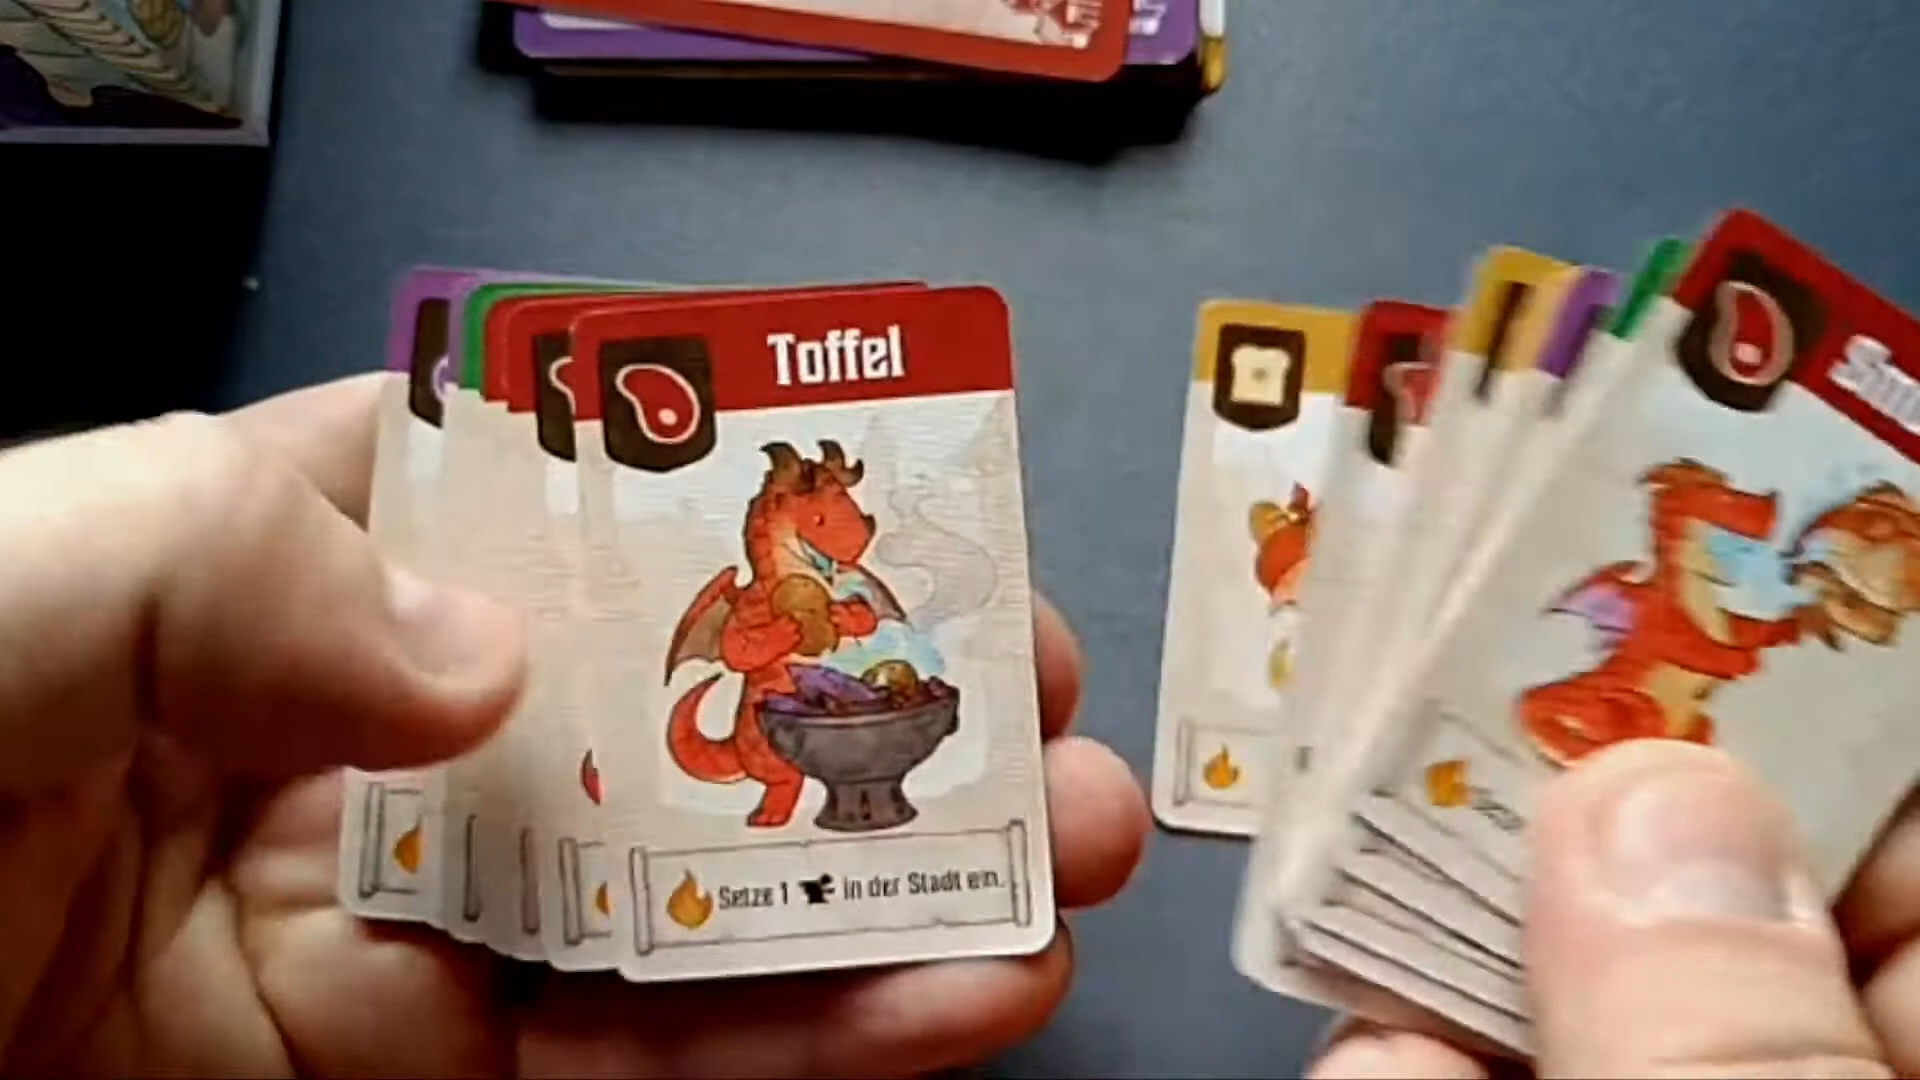 Toffel
Setze 1 in der Stadt ein.